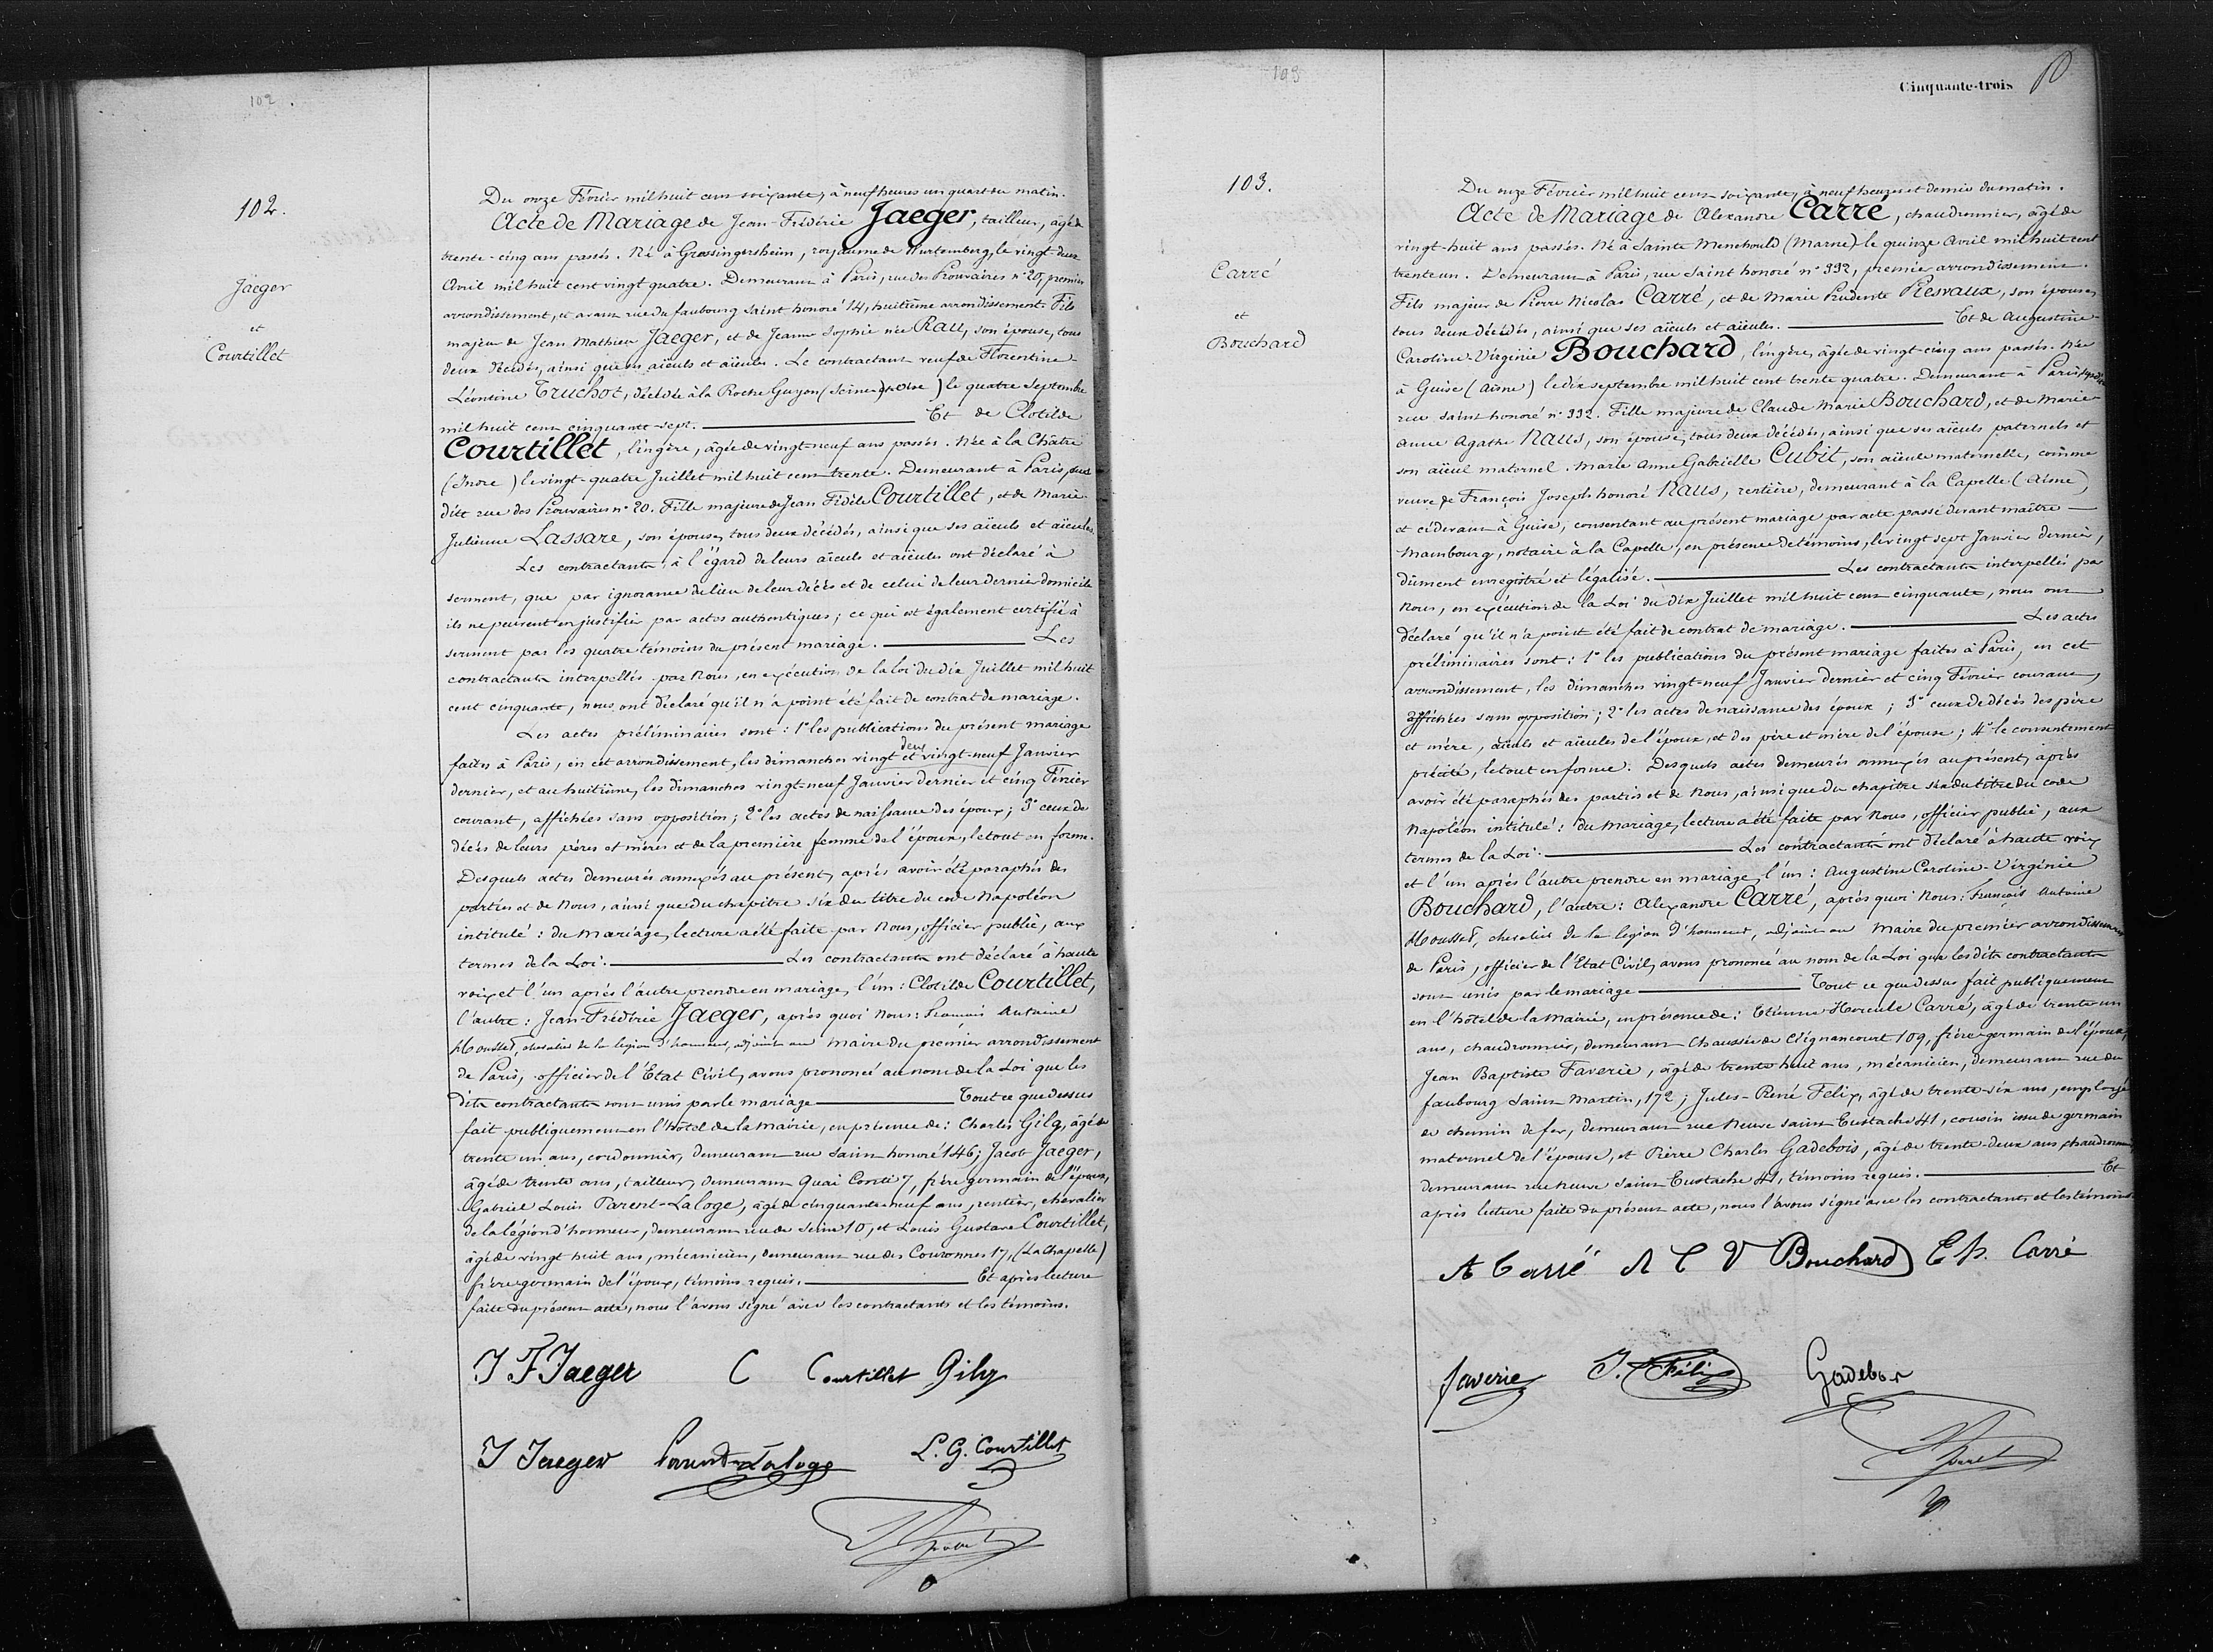 102.
102.
Jaeger
et
Courtillet
Du onze Février mil huit cent soixante, à neuf heures un quart du matin.
Acte de Mariage de Jean-Frédéric Jaeger, tailleur, âgé de
trente-cinq ans passés. Né à Grossingersheim, royaume de Wurtemberg, le vingt-deux
Avril mil huit cent vingt quatre. Demeurant à Paris, rue des Prouvaires n° 20, premier
arrondissement, et avant rue du faubourg Saint honoré 14, huitième arrondissement. Fils
majeur de Jean Mathieu Jaeger, et de Jeanne Sophie née Rau, son épouse, tous
deux décédés, ainsi que ses aïeuls et aïeules. Le contractant veuf de Florentine
Léontine Truchot, décédée à la Roche Guyon (Seine et Oise) le quatre Septembre
mil huit cent cinquante-sept. Et de Clotilde
Courtillet, lingère, âgée de vingt-neuf ans passés. Née à la Châtre
(Indre) le vingt-quatre Juillet mil huit cent trente. Demeurant à Paris, sus
dite rue des Prouvaires n° 20. Fille majeure de Jean Fidèle Courtillet, et de Marie
Julienne Lassare, son épouse, tous deux décédés, ainsi que ses aïeuls et aïeules.
Les contractants, à l'égard de leurs aïeuls et aïeules ont déclaré à
serment, que par ignorance du lieu de leur décès et de celui de leur dernier domicile
ils ne peuvent en justifier par actes authentiques; ce qui est également certifié à
serment par les quatre témoins du présent mariage. Les
contractants interpellés par Nous, en exécution de la loi du dix Juillet mil huit
cent cinquante, nous ont déclaré qu'il n'a point été fait de contrat de mariage.
Les actes préliminaires sont: 1° les publications du présent mariage
faites à Paris, en cet arrondissement, les dimanches vingt deux et vingt-neuf Janvier
dernier, et au huitième, les dimanches vingt-neuf Janvier dernier et cinq Février
courant, affichées sans opposition; 2° les actes de naissance des époux; 3° ceux de
décès de leurs pères et mères et de la première femme de l'époux, le tout en forme.
Desquels actes demeurés annexés au présent, après avoir été paraphés des
parties et de Nous, ainsi que du chapitre six du titre du code Napoléon
intitulé: du Mariage, lecture a été faite par Nous, officier public, aux
termes de la Loi. Les contractants ont déclaré à haute
voix et l'un après l'autre prendre en mariage, l'un: Clotilde Courtillet,
l'autre: Jean-Frédéric Jaeger, après quoi Nous: François Antoine
Mousset, chevalier de la légion d'honneur, adjoint au Maire du premier arrondissement
de Paris, officier de l'Etat Civil, avons prononcé au nom de la Loi que les
dits contractants sont unis par le mariage Tout ce que dessus
fait publiquement en l'hôtel de la Mairie, en présence de: Charles Gilg, âgé de
trente un ans, cordonnier, demeurant rue Saint honoré 146; Jacob Jaeger,
âgé de trente ans, tailleur, demeurant Quai Conti 7, frère germain de l'époux,
Gabriel Louis Parent-Laloge, âgé de cinquante-neuf ans, rentier, chevalier
de la légion d'honneur, demeurant rue de Seine 10, et Louis Gustave Courtillet,
âgé de vingt huit ans, mécanicien, demeurant rue des Couronnes 17, (La Chapelle)
frère germain de l'époux, témoins requis. Et après lecture
faite du présent acte, nous l'avons signé avec les contractants et les témoins.
J F Jaeger C Courtillet Gilg
J Jaeger Parent-Laloge L. G. Courtillet
103
Cinquante-trois
103.
Carré
et
Bouchard
Du onze Février mil huit cent soixante, à neuf heures et demie du matin.
Acte de Mariage de Alexandre Carré, chaudronnier, âgé de
vingt-huit ans passés. Né à Sainte Menehould (Marne) le quinze Avril mil huit cent
trente un. Demeurant à Paris, rue Saint honoré n° 332, premier arrondissement.
Fils majeur de Pierre Nicolas Carré, et de Marie Prudente Presvaux, son épouse,
tous deux décédés, ainsi que ses aïeuls et aïeules. Et de Augustine
Caroline-Virginie Bouchard, lingère, âgée de vingt-cinq ans passés. Née
à Guise (Aisne) le dix septembre mil huit cent trente quatre. Demeurant à Paris,
rue Saint honoré n° 332. Fille majeure de Claude Marie Bouchard, et de Marie
Anne Agathe Naus, son épouse, tous deux décédés, ainsi que ses aïeuls paternels et
son aïeul maternel. Marie Anne Gabrielle Cubit, son aïeule maternelle, comme
veuve de François Joseph honoré Naus, rentière, demeurant à la Capelle (Aisne)
et ci-devant à Guise, consentant au présent mariage par acte passé devant maître
Mambourg, notaire à la Capelle, en présence de témoins, le vingt sept Janvier dernier,
dûment enregistré et légalisé. Les contractants interpellés par
Nous, en exécution de la Loi du dix Juillet mil huit cent cinquante, nous ont
déclaré qu'il n'a point été fait de contrat de mariage. Les actes
préliminaires sont: 1° les publications du présent mariage faites à Paris, en cet
arrondissement, les dimanches vingt-neuf Janvier dernier et cinq Février courant,
affichées sans opposition; 2° les actes de naissance des époux; 3° ceux de décès des père
et mère, aïeuls et aïeules de l'époux, et des père et mère de l'épouse; 4° le consentement
précité, le tout en forme. Desquels actes demeurés annexés au présent, après
avoir été paraphés des parties et de Nous, ainsi que du chapitre six du titre du code
Napoléon intitulé: du Mariage, lecture a été faite par Nous, officier public, aux
termes de la Loi. Les contractants ont déclaré à haute voix
et l'un après l'autre prendre en mariage, l'un: Augustine Caroline-Virginie
Bouchard, l'autre: Alexandre Carré, après quoi Nous: François Antoine
Mousset, chevalier de la légion d'honneur, adjoint au Maire du premier arrondissement
de Paris, officier de l'Etat Civil, avons prononcé au nom de la Loi que les dits contractants
sont unis par le mariage Tout ce que dessus fait publiquement
en l'hôtel de la Mairie, en présence de: Etienne Hercule Carré, âgé de trente un
ans, chaudronnier, demeurant Chaussée de Clignancourt 109, frère germain de l'époux,
Jean Baptiste Faverie, âgé de trente huit ans, mécanicien, demeurant rue du
faubourg Saint Martin, 172; Jules-René Félix, âgé de trente-six ans, employé
de chemin de fer, demeurant rue Neuve Saint Eustache 41, cousin issu de germain
maternel de l'épouse, et Pierre Charles Gadebois, âgé de trente-deux ans, chaudronnier,
demeurant rue Neuve Saint Eustache 41, témoins requis. Et
après lecture faite du présent acte, nous l'avons signé avec les contractants et les témoins.
A Carré A C V Bouchard E h. Carré
Faverie J. Félix Gadebois